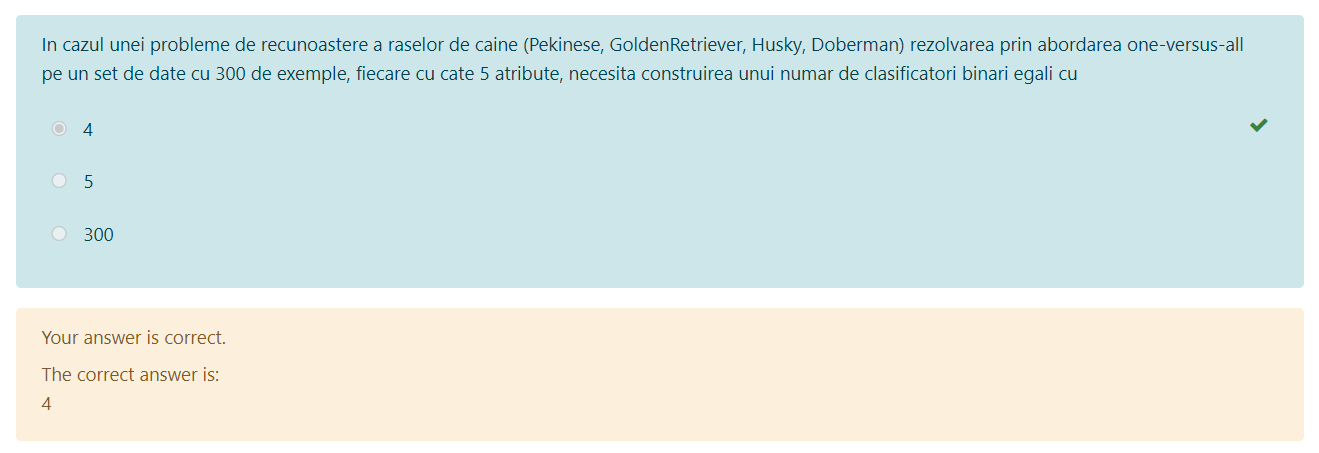 In cazul unei probleme de recunoastere a raselor de caine (Pekinese, GoldenRetriever, Husky, Doberman) rezolvarea prin abordarea one-versus-all
pe un set de date cu 300 de exemple, fiecare cu cate 5 atribute, necesita construirea unui numar de clasificatori binari egali cu
4
5
300
Your answer is correct.
The correct answer is:
4